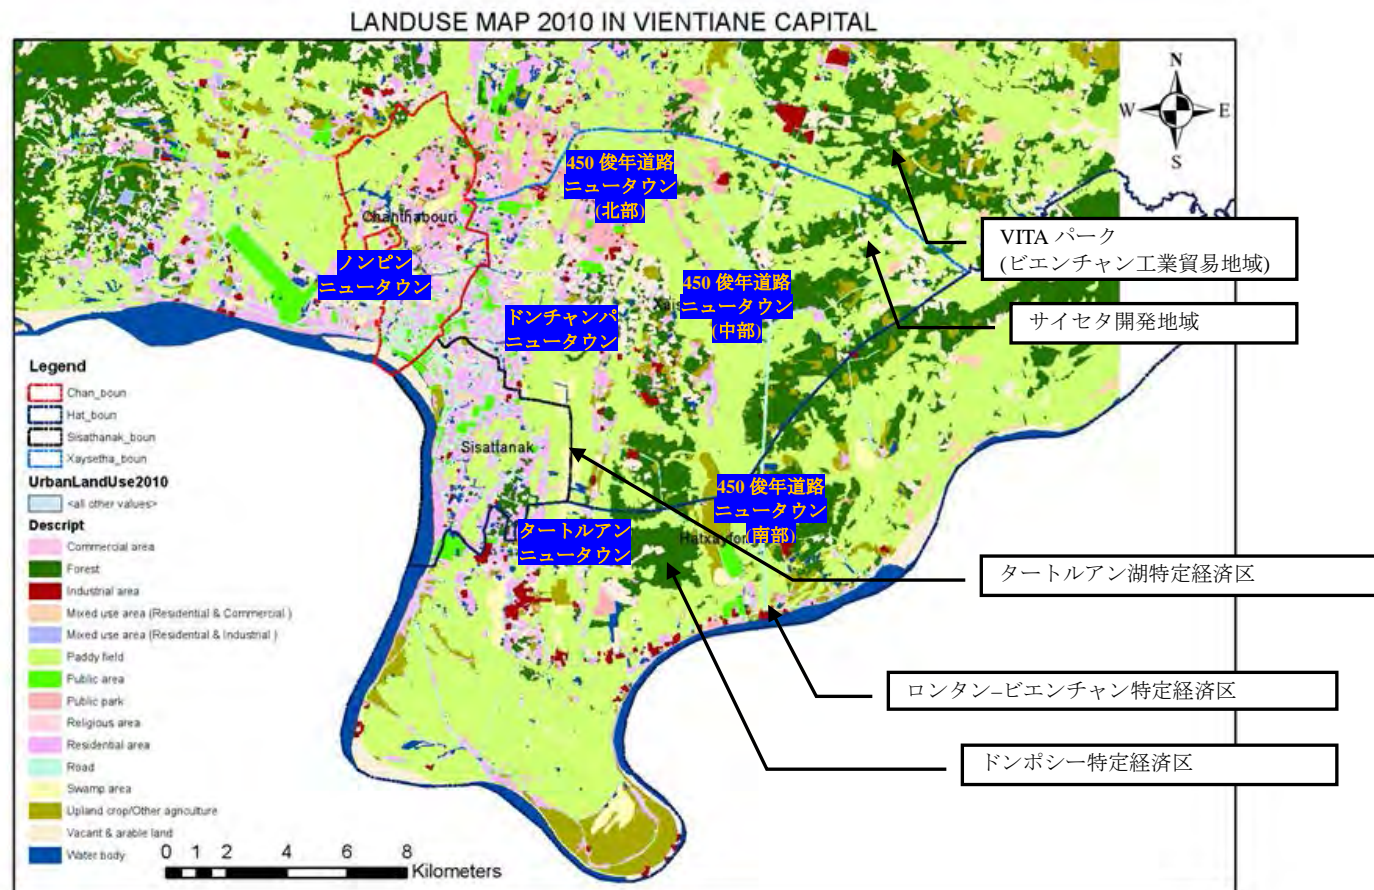 LANDUSE MAP 2010 IN VIENTIANE CAPITAL
N
W
E
S
450 俊年道路
ニュータウン
(北部)
Chanthabouri
ノンピン
ニュータウン
VITA パーク
(ビエンチャン工業貿易地域)
450 俊年道路
ニュータウン
(中部)
サイセタ開発地域
ドンチャンパ
ニュータウン
Sisattanak
450 俊年道路
ニュータウン
(南部)
タートルアン
ニュータウン
タートルアン湖特定経済区
ロンタン–ビエンチャン特定経済区
ドンポシー特定経済区
Legend
Chan_boun
Hat_boun
Sisathanak_boun
Xaysetha_boun
UrbanLandUse2010
<all other values>
Descript
Commercial area
Forest
Industrial area
Mixed use area (Residential & Commercial )
Mixed use area (Residential & Industrial )
Paddy field
Public area
Public park
Religious area
Residential area
Road
Swamp area
Upland crop/Other agriculture
Vacant & arable land
Water body
0 1 2 4 6 8
Kilometers